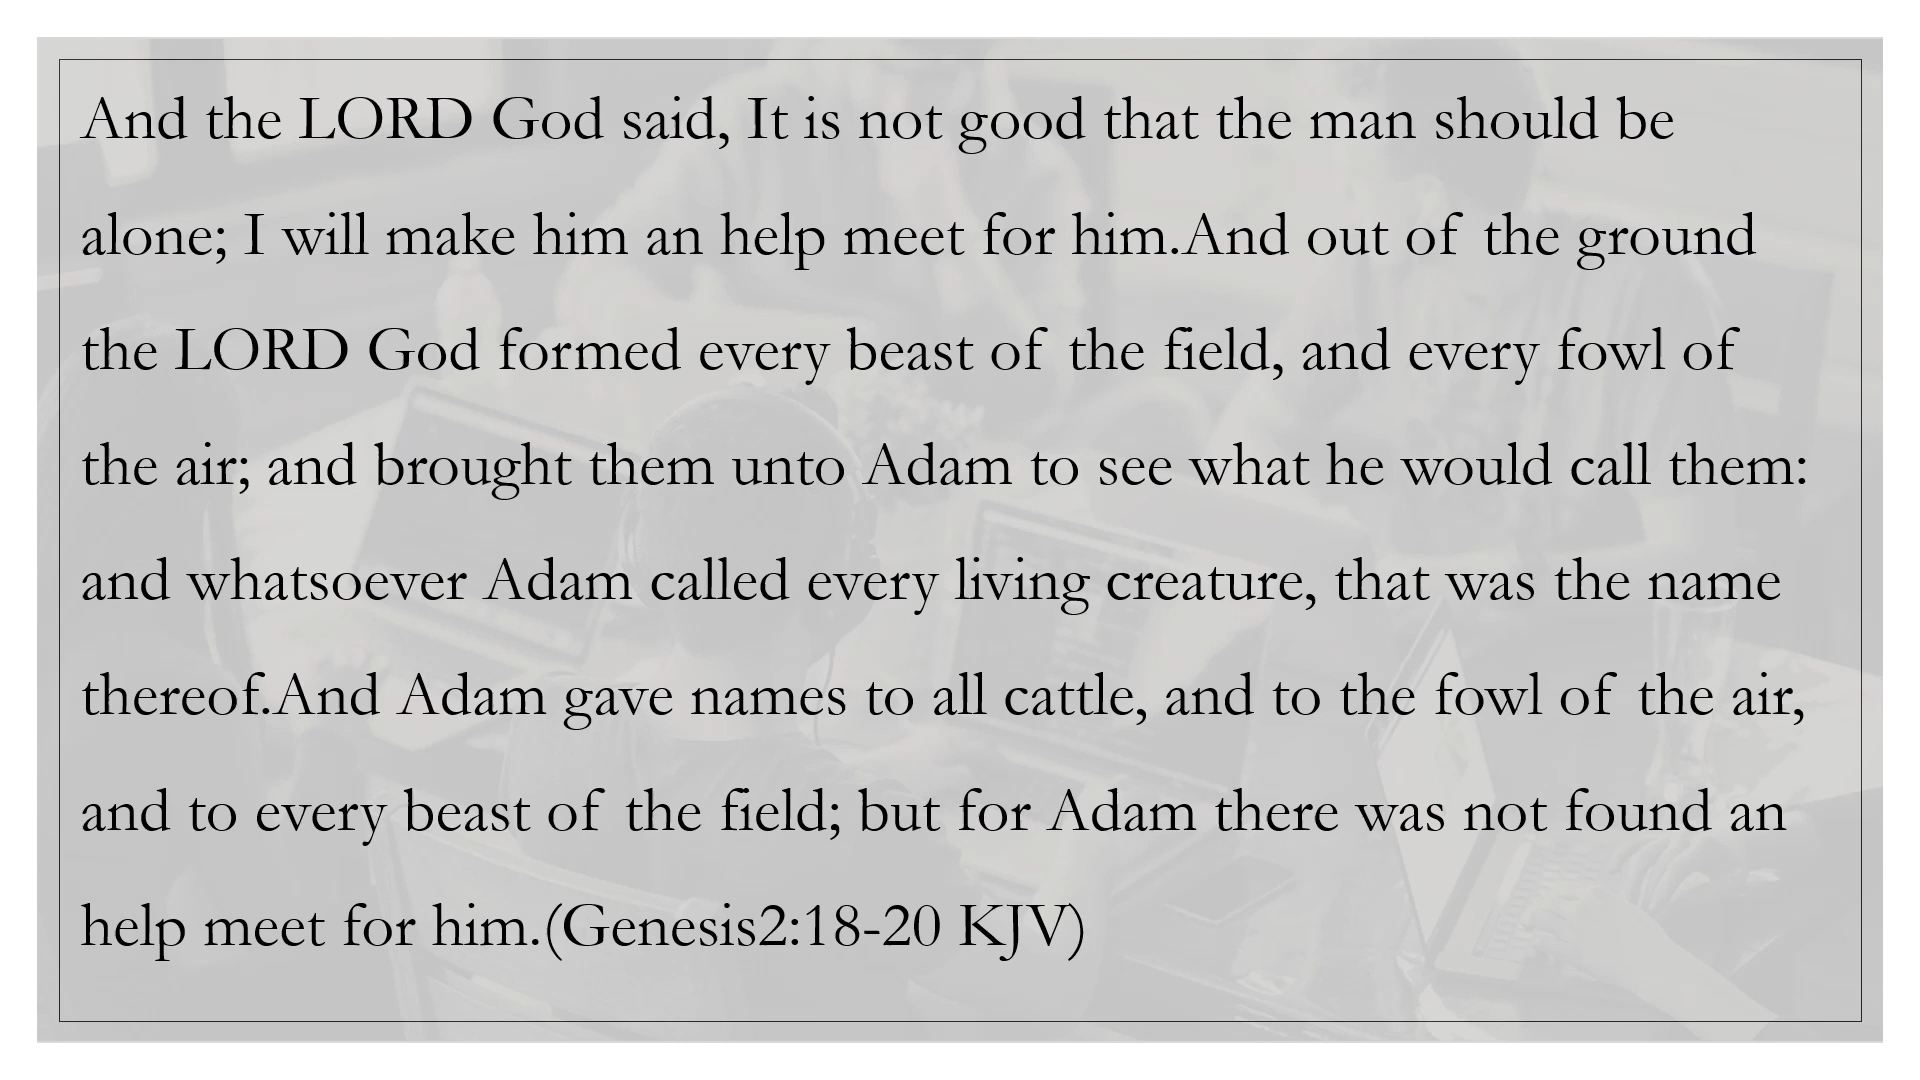 And the LORD God said, It is not good that the man should be
alone; I will make him an help meet for him.And out of the ground
the LORD God formed every beast of the field, and every fowl of
the air; and brought them unto Adam to see what he would call them:
and whatsoever Adam called every living creature, that was the name
thereof.And Adam gave names to all cattle, and to the fowl of the air,
and to every beast of the field; but for Adam there was not found an
help meet for him.(Genesis2:18-20 KJV)